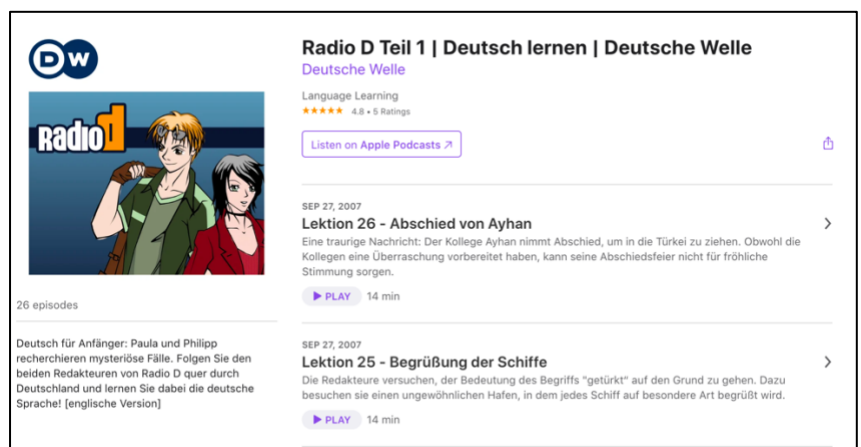 DW
Radio D
26 episodes
Deutsch für Anfänger: Paula und Philipp
recherchieren mysteriöse Fälle. Folgen Sie den
beiden Redakteuren von Radio D quer durch
Deutschland und lernen Sie dabei die deutsche
Sprache! [englische Version]
Radio D Teil 1 | Deutsch lernen | Deutsche Welle
Deutsche Welle
Language Learning
★★★★★ 4.8 • 5 Ratings
Listen on Apple Podcasts ↗
SEP 27, 2007
Lektion 26 - Abschied von Ayhan
Eine traurige Nachricht: Der Kollege Ayhan nimmt Abschied, um in die Türkei zu ziehen. Obwohl die
Kollegen eine Überraschung vorbereitet haben, kann seine Abschiedsfeier nicht für fröhliche
Stimmung sorgen.
▶ PLAY 14 min
SEP 27, 2007
Lektion 25 - Begrüßung der Schiffe
Die Redakteure versuchen, der Bedeutung des Begriffs "getürkt" auf den Grund zu gehen. Dazu
besuchen sie einen ungewöhnlichen Hafen, in dem jedes Schiff auf besondere Art begrüßt wird.
▶ PLAY 14 min